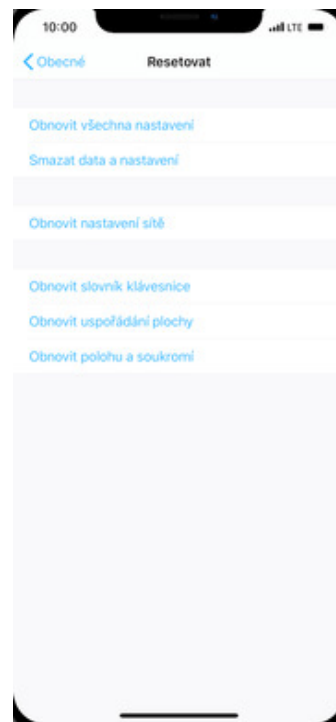 10:00
LTE
Obecné
Resetovat
Obnovit všechna nastavení
Smazat data a nastavení
Obnovit nastavení sítě
Obnovit slovník klávesnice
Obnovit uspořádání plochy
Obnovit polohu a soukromí